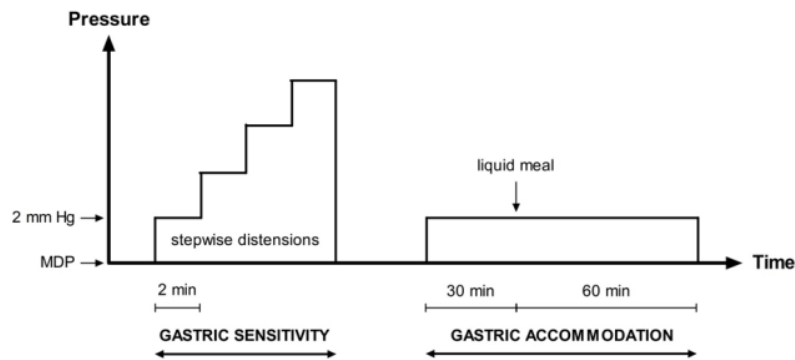 Pressure
liquid meal
2 mm Hg
stepwise distensions
MDP
Time
2 min
30 min
60 min
GASTRIC SENSITIVITY
GASTRIC ACCOMMODATION